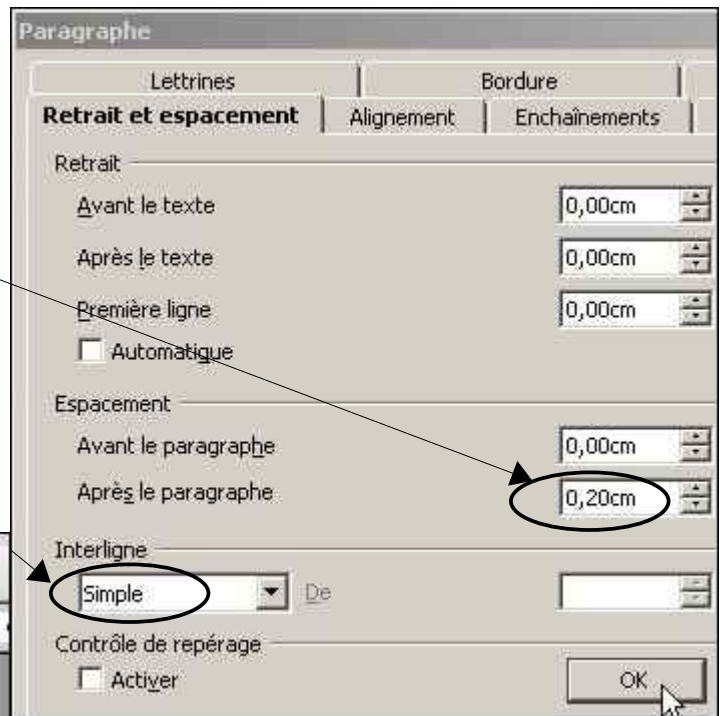 Paragraphe
Lettrines Bordure
Retrait et espacement Alignement Enchaînements
Retrait
Avant le texte 0,00cm
Après le texte 0,00cm
Première ligne 0,00cm
Automatique
Espacement
Avant le paragraphe 0,00cm
Après le paragraphe 0,20cm
Interligne
Simple De
Contrôle de repérage
Activer OK